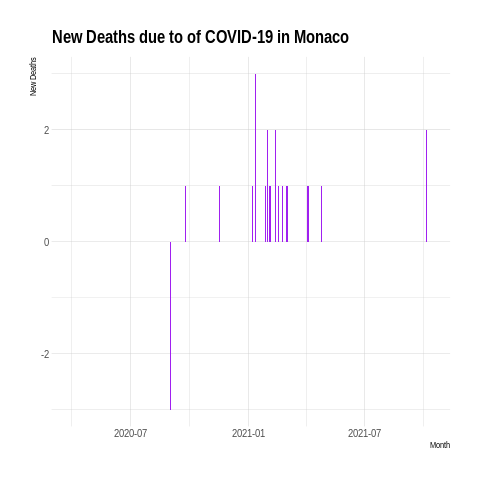 New Deaths due to of COVID-19 in Monaco
New Deaths
2
0
-2
2020-07
2021-01
2021-07
Month